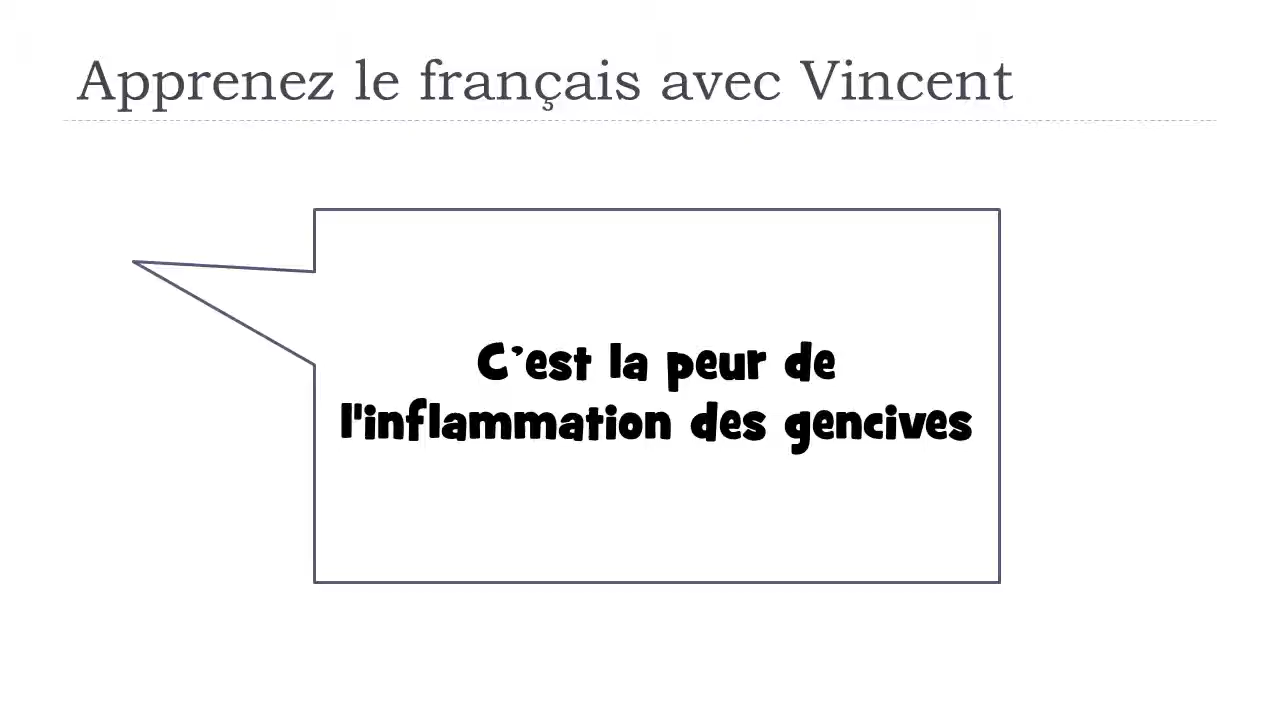 Apprenez le français avec Vincent
C’est la peur de
l'inflammation des gencives